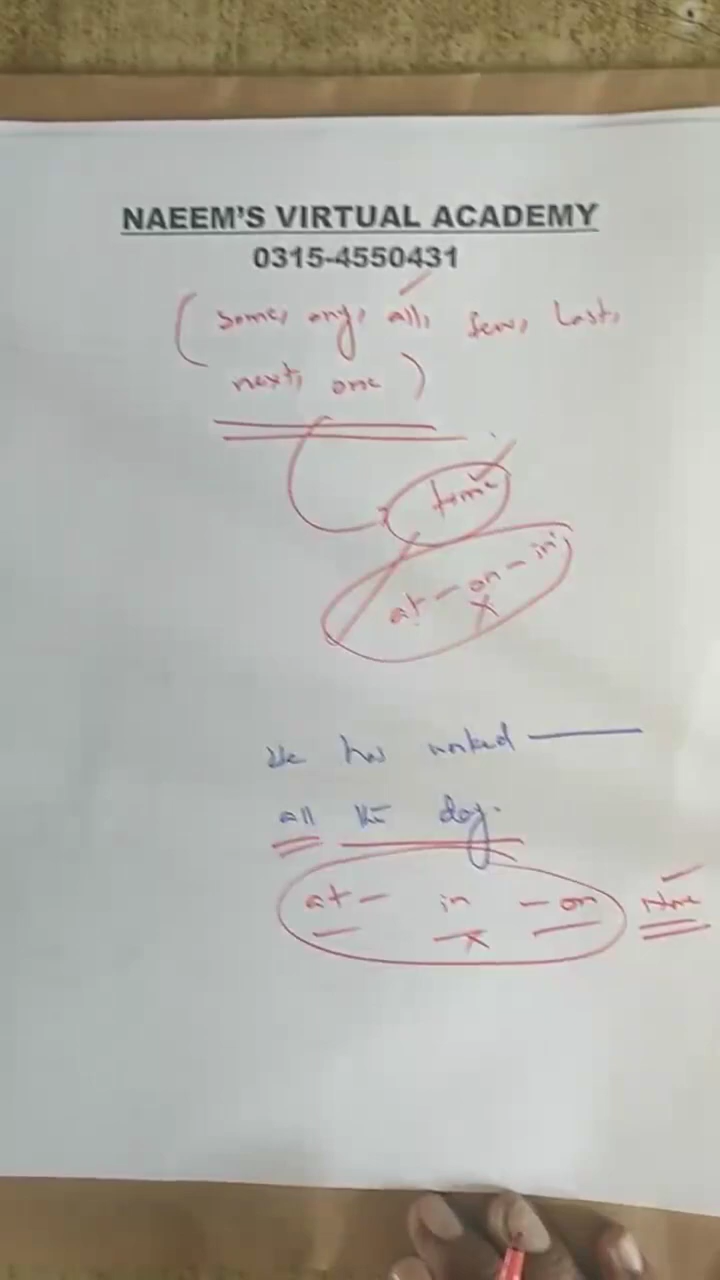 NAEEM'S VIRTUAL ACADEMY
0315-4550431
(some, any, all, few, last,
next, one)
time
at - on - in
x
He has worked ———
all the day.
at - in - on None
x